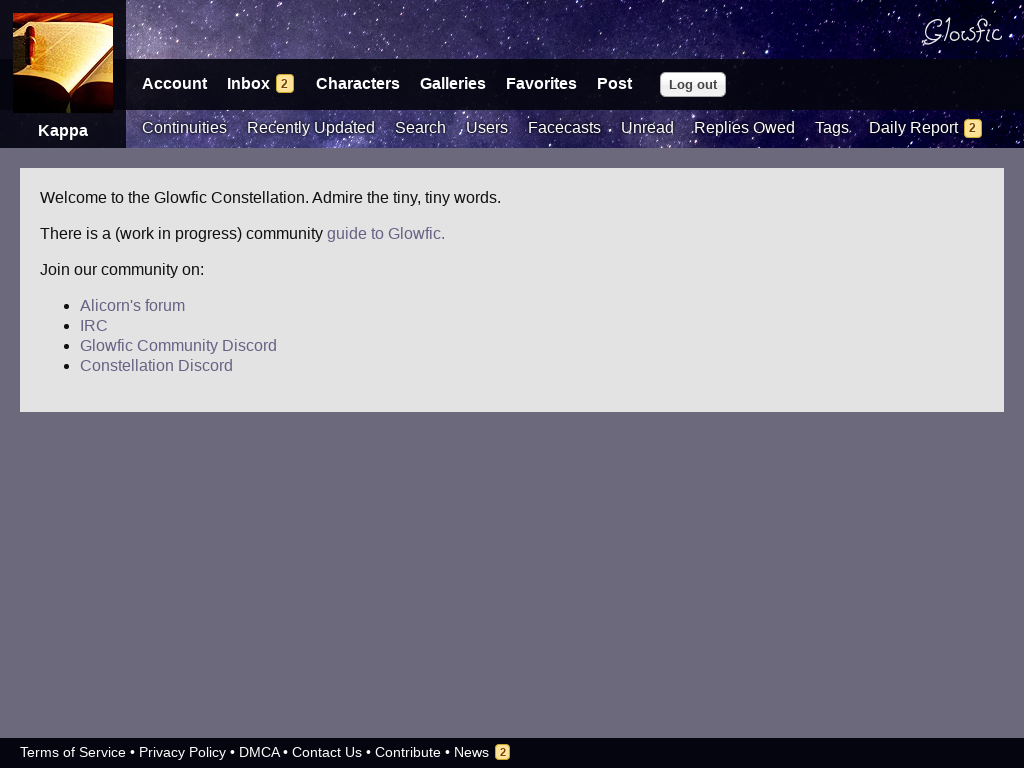 Glowfic
Account Inbox 2 Characters Galleries Favorites Post Log out
Kappa
Continuities Recently Updated Search Users Facecasts Unread Replies Owed Tags Daily Report 2
Welcome to the Glowfic Constellation. Admire the tiny, tiny words.
There is a (work in progress) community guide to Glowfic.
Join our community on:
• Alicorn's forum
• IRC
• Glowfic Community Discord
• Constellation Discord
Terms of Service • Privacy Policy • DMCA • Contact Us • Contribute • News 2